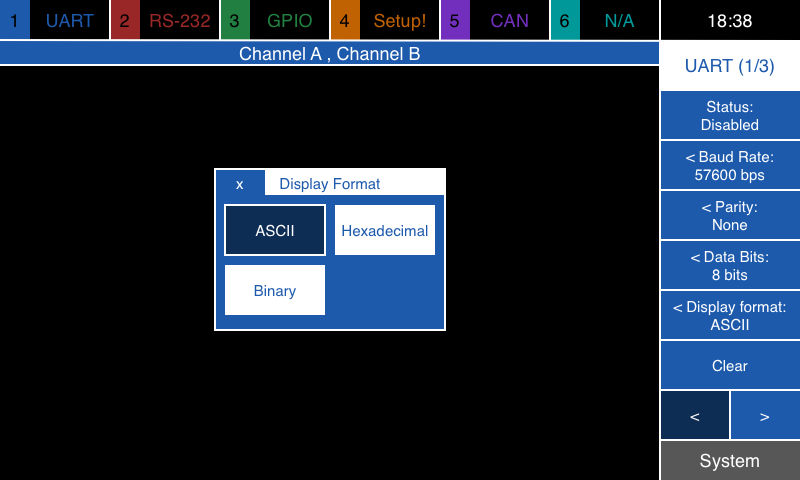 1 UART 2 RS-232 3 GPIO 4 Setup! 5 CAN 6 N/A 18:38
Channel A , Channel B
UART (1/3)
Status:
Disabled
< Baud Rate:
57600 bps
< Parity:
None
< Data Bits:
8 bits
< Display format:
ASCII
Clear
< >
System
x Display Format
ASCII Hexadecimal
Binary